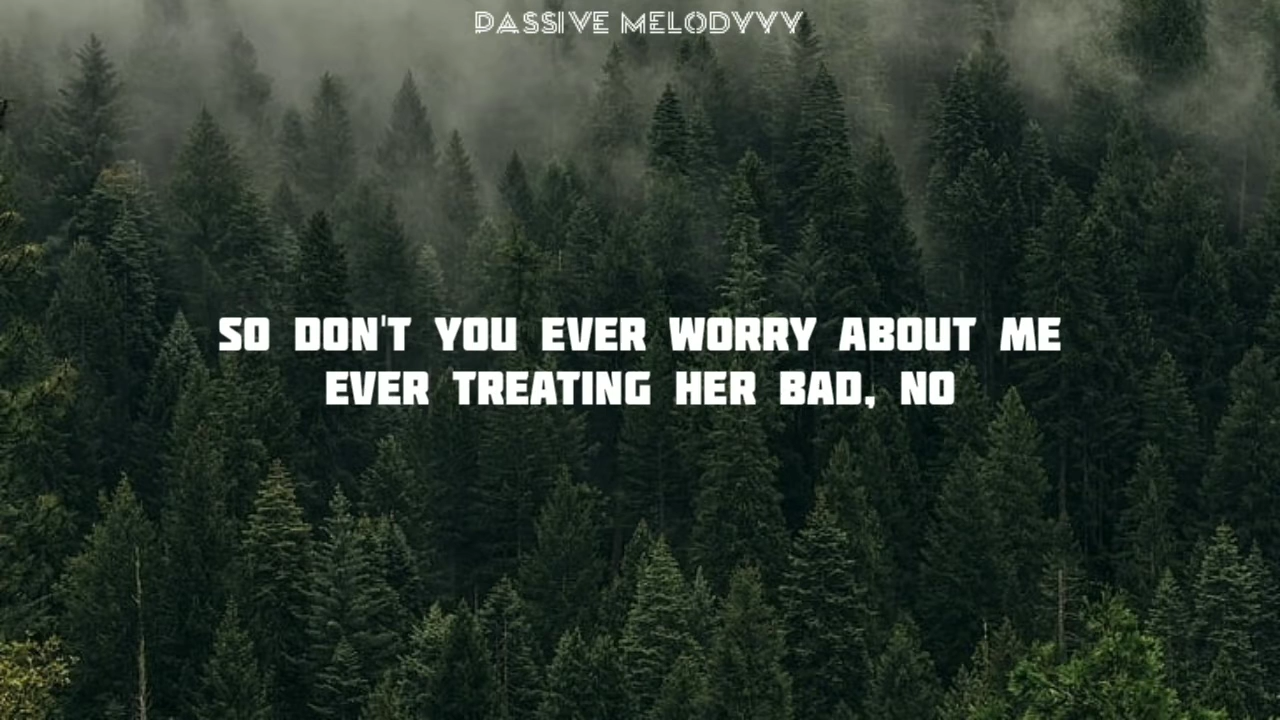 PASSIVE MELODYYY
SO DON'T YOU EVER WORRY ABOUT ME
EVER TREATING HER BAD, NO